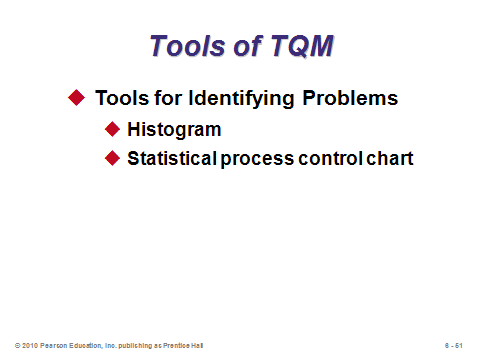 Tools of TQM
Tools for Identifying Problems
Histogram
Statistical process control chart
© 2010 Pearson Education, Inc. publishing as Prentice Hall
6 - 51